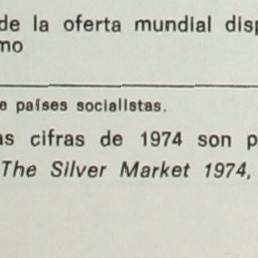 de la oferta mundial disp
mo
e países socialistas.
as cifras de 1974 son p
The Silver Market 1974,